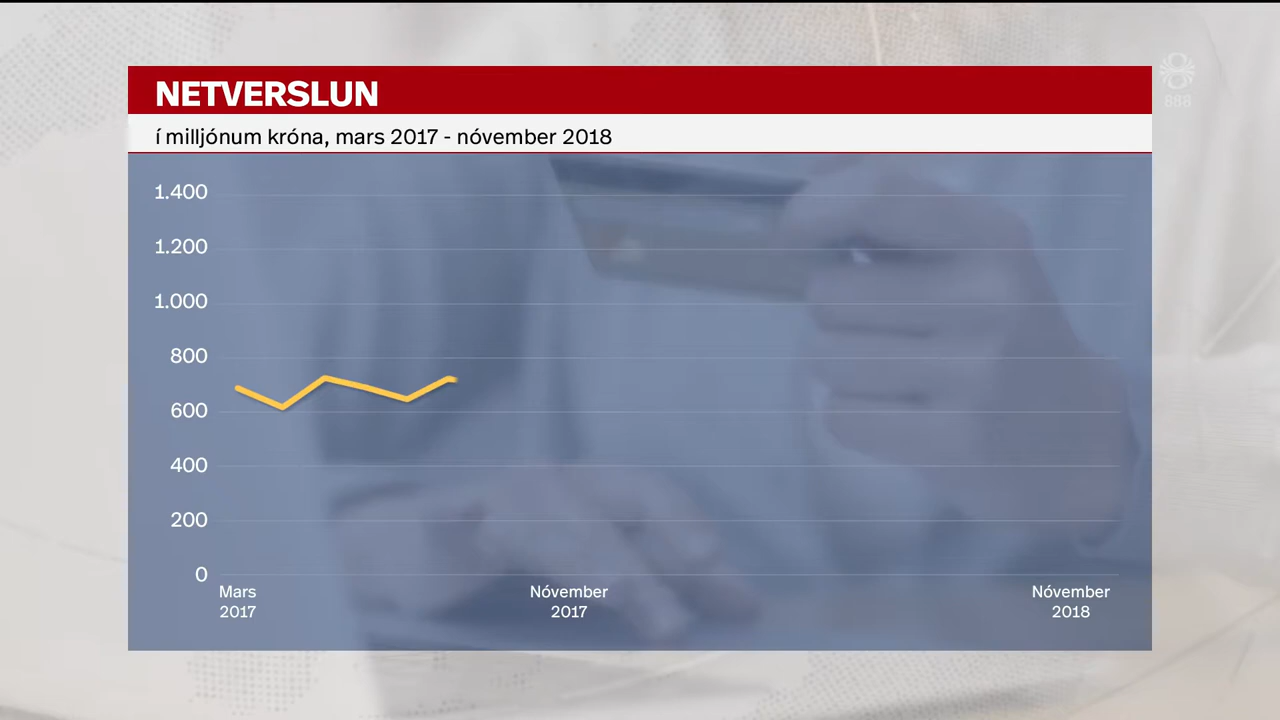 NETVERSLUN
í milljónum króna, mars 2017 - nóvember 2018
888
1.400
1.200
1.000
800
600
400
200
0
Mars
2017
Nóvember
2017
Nóvember
2018